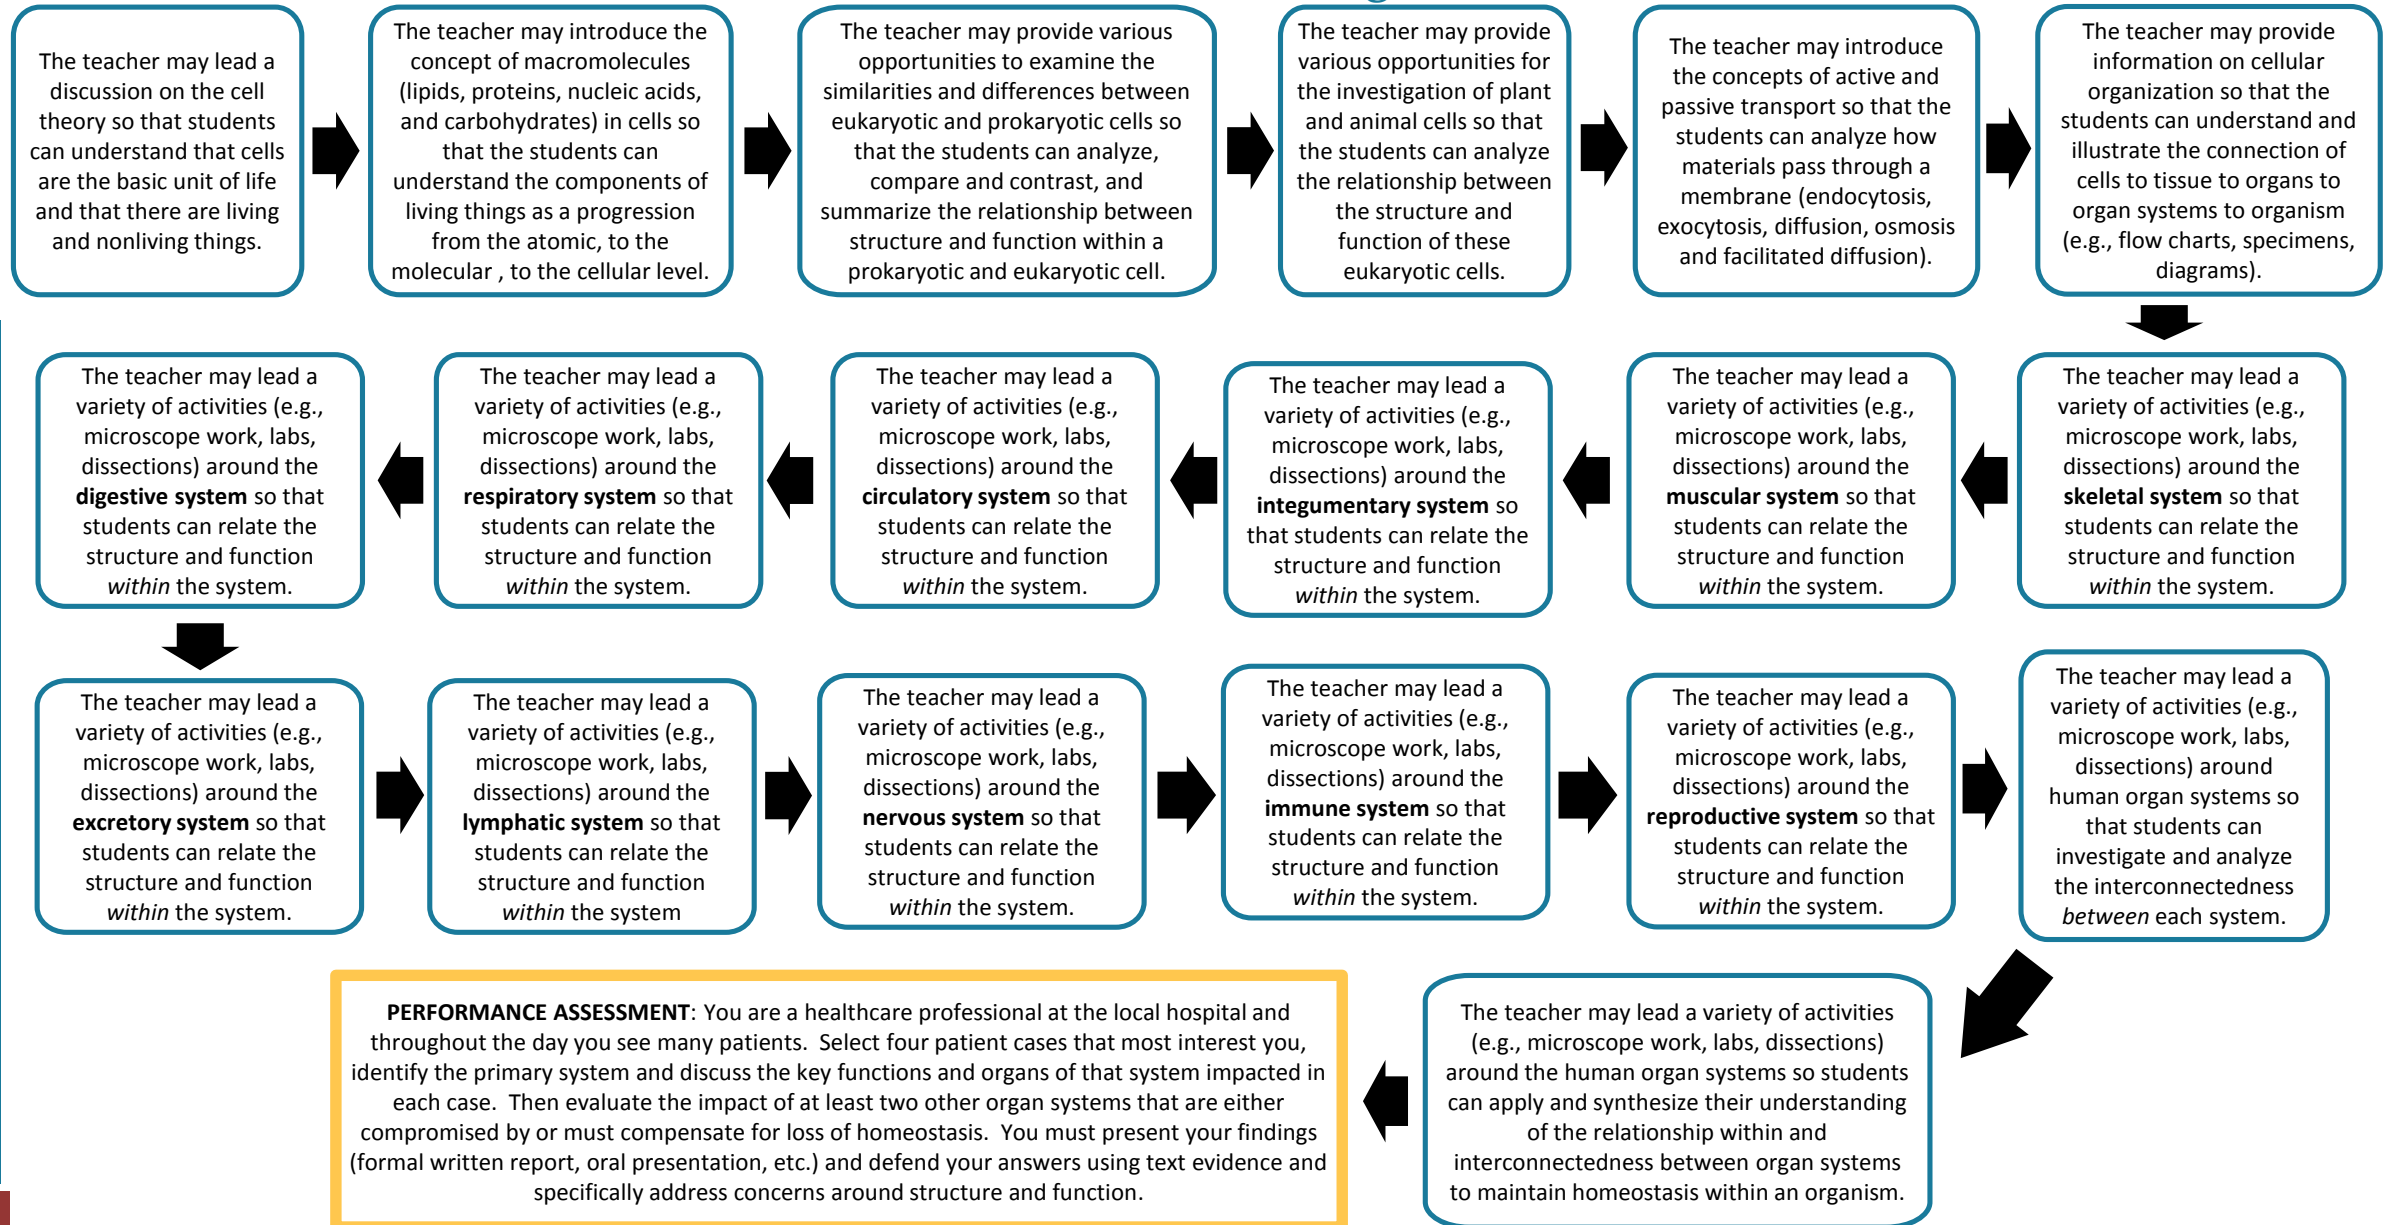 The teacher may lead a
discussion on the cell
theory so that students
can understand that cells
are the basic unit of life
and that there are living
and nonliving things.
The teacher may introduce the
concept of macromolecules
(lipids, proteins, nucleic acids,
and carbohydrates) in cells so
that the students can
understand the components of
living things as a progression
from the atomic, to the
molecular , to the cellular level.
The teacher may provide various
opportunities to examine the
similarities and differences between
eukaryotic and prokaryotic cells so
that the students can analyze,
compare and contrast, and
summarize the relationship between
structure and function within a
prokaryotic and eukaryotic cell.
The teacher may provide
various opportunities for
the investigation of plant
and animal cells so that
the students can analyze
the relationship between
the structure and
function of these
eukaryotic cells.
The teacher may introduce
the concepts of active and
passive transport so that the
students can analyze how
materials pass through a
membrane (endocytosis,
exocytosis, diffusion, osmosis
and facilitated diffusion).
The teacher may provide
information on cellular
organization so that the
students can understand and
illustrate the connection of
cells to tissue to organs to
organ systems to organism
(e.g., flow charts, specimens,
diagrams).
The teacher may lead a
variety of activities (e.g.,
microscope work, labs,
dissections) around the
skeletal system so that
students can relate the
structure and function
within the system.
The teacher may lead a
variety of activities (e.g.,
microscope work, labs,
dissections) around the
muscular system so that
students can relate the
structure and function
within the system.
The teacher may lead a
variety of activities (e.g.,
microscope work, labs,
dissections) around the
integumentary system so
that students can relate the
structure and function
within the system.
The teacher may lead a
variety of activities (e.g.,
microscope work, labs,
dissections) around the
circulatory system so that
students can relate the
structure and function
within the system.
The teacher may lead a
variety of activities (e.g.,
microscope work, labs,
dissections) around the
respiratory system so that
students can relate the
structure and function
within the system.
The teacher may lead a
variety of activities (e.g.,
microscope work, labs,
dissections) around the
digestive system so that
students can relate the
structure and function
within the system.
The teacher may lead a
variety of activities (e.g.,
microscope work, labs,
dissections) around the
excretory system so that
students can relate the
structure and function
within the system.
The teacher may lead a
variety of activities (e.g.,
microscope work, labs,
dissections) around the
lymphatic system so that
students can relate the
structure and function
within the system
The teacher may lead a
variety of activities (e.g.,
microscope work, labs,
dissections) around the
nervous system so that
students can relate the
structure and function
within the system.
The teacher may lead a
variety of activities (e.g.,
microscope work, labs,
dissections) around the
immune system so that
students can relate the
structure and function
within the system.
The teacher may lead a
variety of activities (e.g.,
microscope work, labs,
dissections) around the
reproductive system so that
students can relate the
structure and function
within the system.
The teacher may lead a
variety of activities (e.g.,
microscope work, labs,
dissections) around
human organ systems so
that students can
investigate and analyze
the interconnectedness
between each system.
The teacher may lead a variety of activities
(e.g., microscope work, labs, dissections)
around the human organ systems so students
can apply and synthesize their understanding
of the relationship within and
interconnectedness between organ systems
to maintain homeostasis within an organism.
PERFORMANCE ASSESSMENT: You are a healthcare professional at the local hospital and
throughout the day you see many patients. Select four patient cases that most interest you,
identify the primary system and discuss the key functions and organs of that system impacted in
each case. Then evaluate the impact of at least two other organ systems that are either
compromised by or must compensate for loss of homeostasis. You must present your findings
(formal written report, oral presentation, etc.) and defend your answers using text evidence and
specifically address concerns around structure and function.